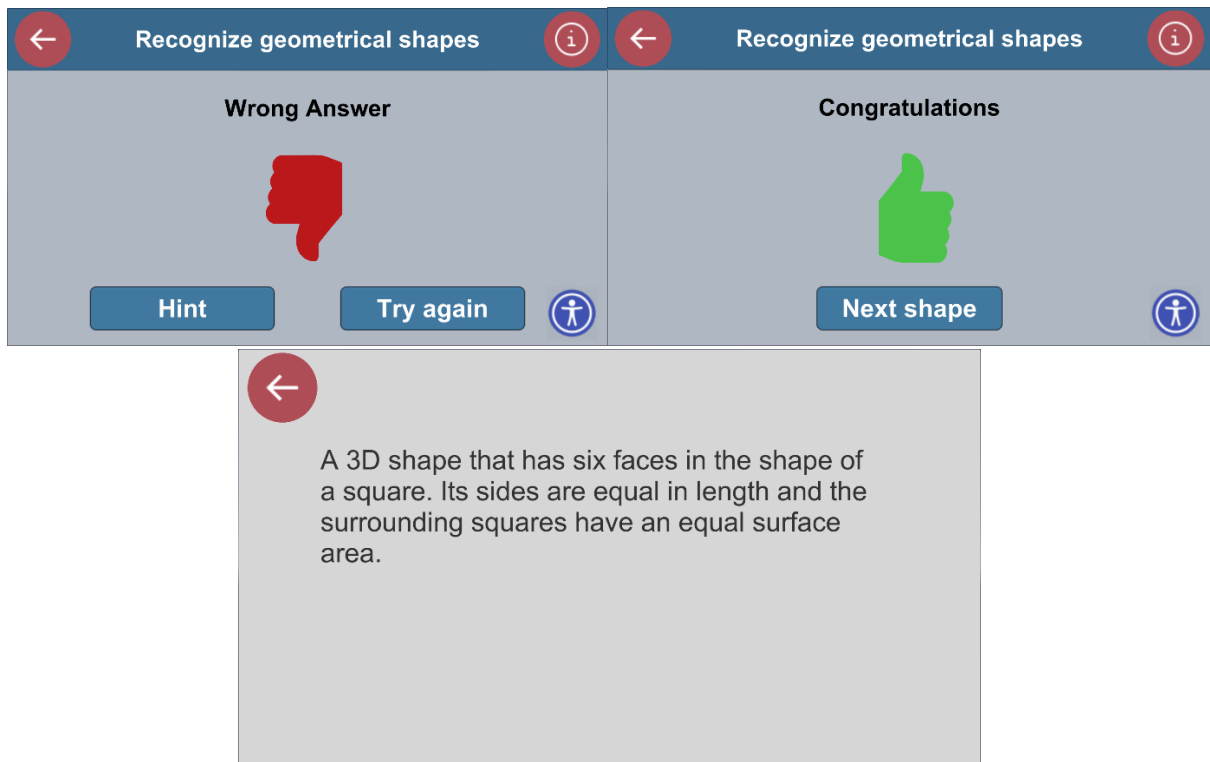 Recognize geometrical shapes
Wrong Answer
Hint
Try again
Recognize geometrical shapes
Congratulations
Next shape
A 3D shape that has six faces in the shape of
a square. Its sides are equal in length and the
surrounding squares have an equal surface
area.